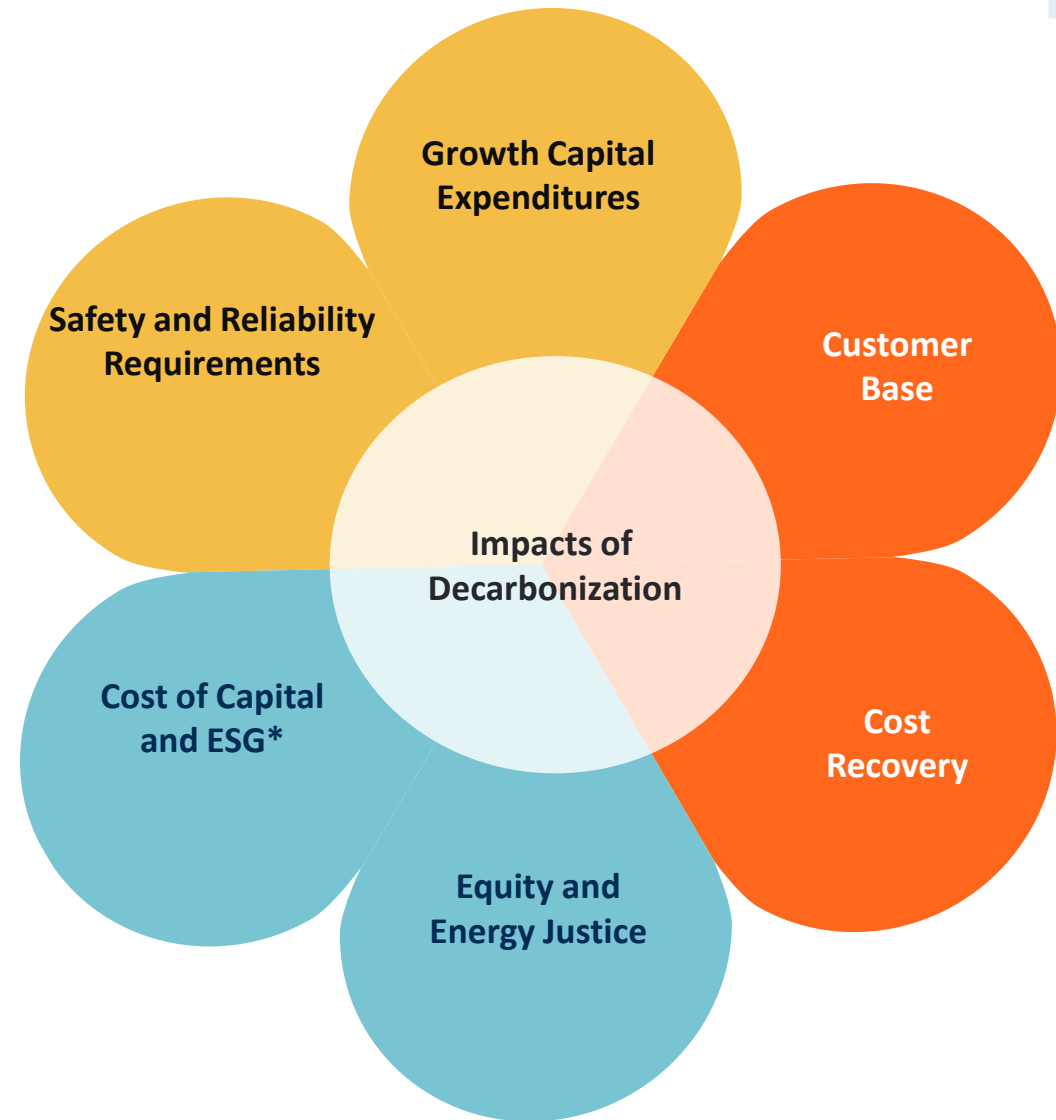 Growth Capital
Expenditures
Safety and Reliability
Requirements
Customer
Base
Impacts of
Decarbonization
Cost of Capital
and ESG*
Cost
Recovery
Equity and
Energy Justice